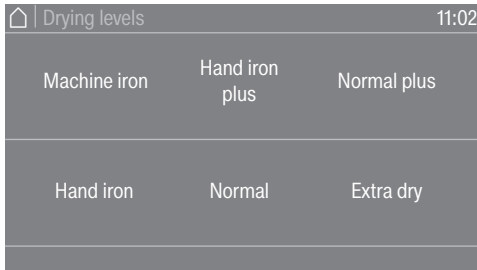 Drying levels 11:02
Machine iron
Hand iron
plus
Normal plus
Hand iron
Normal
Extra dry